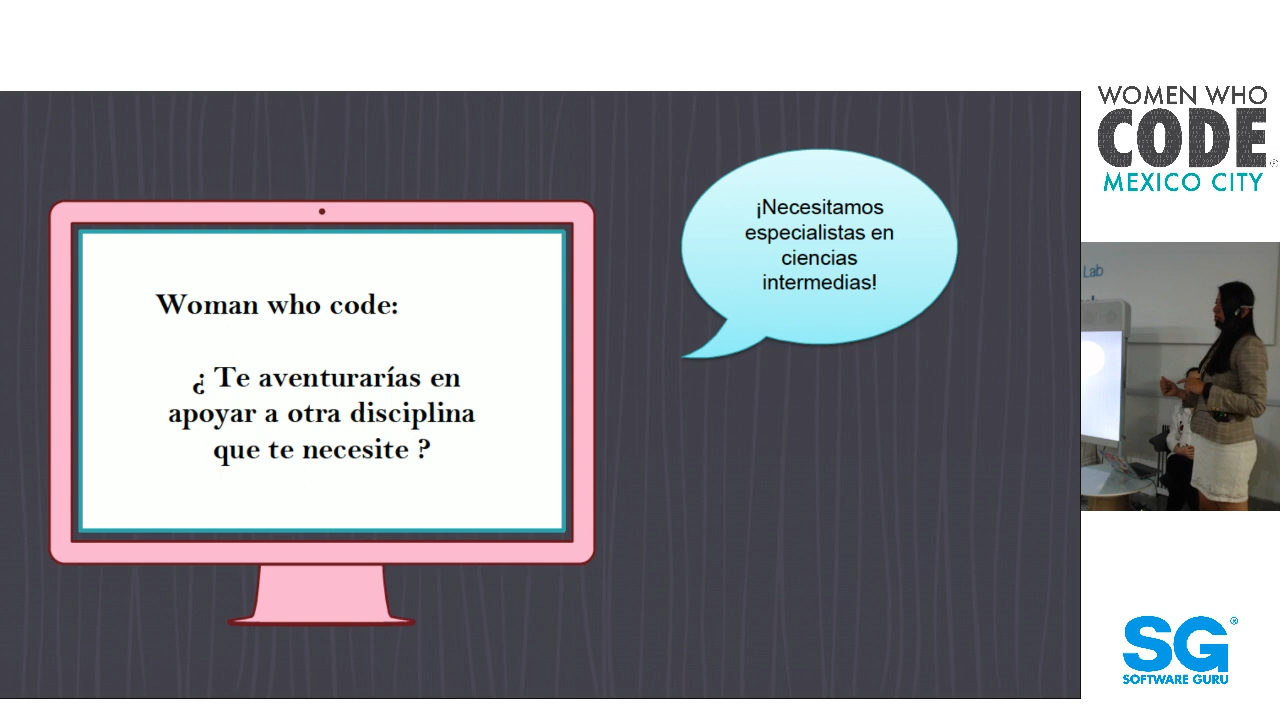 Woman who code:
¿ Te aventurarías en
apoyar a otra disciplina
que te necesite ?
¡Necesitamos
especialistas en
ciencias
intermedias!
WOMEN WHO
CODE®
MEXICO CITY
Lab
SG®
SOFTWARE GURU